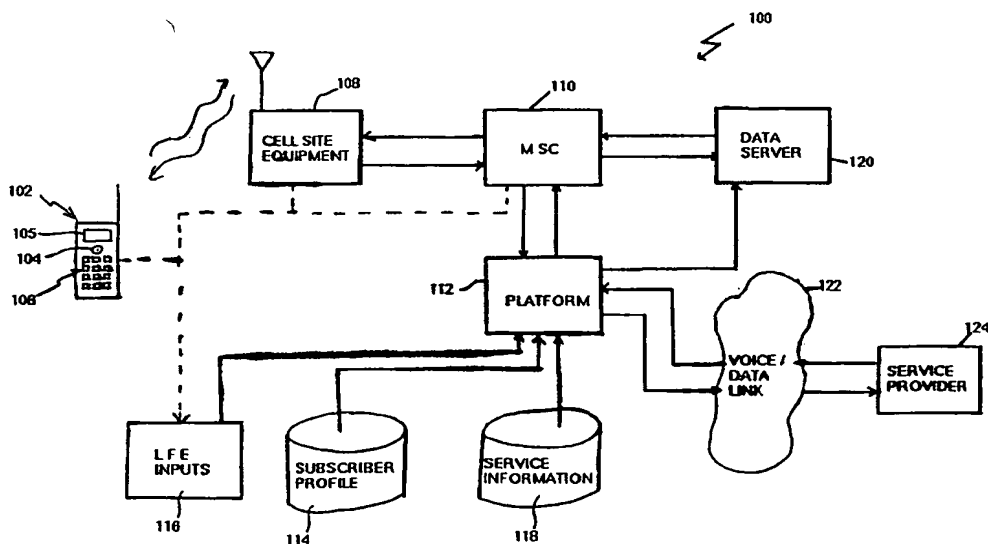 100
108
CELL SITE
EQUIPMENT
110
M SC
DATA
SERVER
120
102
105
104
106
112
PLATFORM
122
VOICE /
DATA
LINK
124
SERVICE
PROVIDER
L F E
INPUTS
116
SUBSCRIBER
PROFILE
114
SERVICE
INFORMATION
118